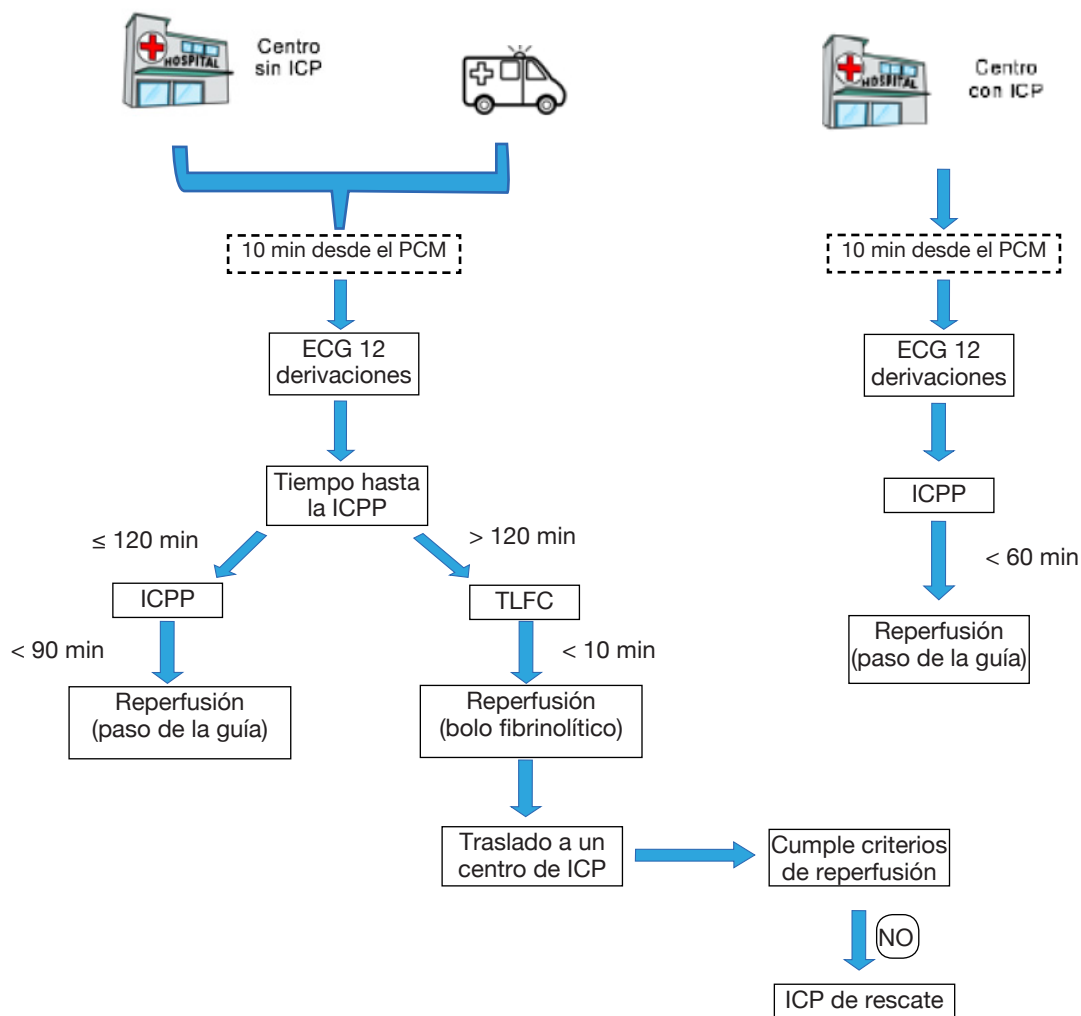 Centro
sin ICP
HOSPITAL
10 min desde el PCM
ECG 12
derivaciones
Tiempo hasta
la ICPP
≤ 120 min
> 120 min
ICPP
TLFC
< 90 min
< 10 min
Reperfusión
(paso de la guía)
Reperfusión
(bolo fibrinolítico)
Traslado a un
centro de ICP
Cumple criterios
de reperfusión
NO
ICP de rescate
Centro
con ICP
HOSPITAL
10 min desde el PCM
ECG 12
derivaciones
ICPP
< 60 min
Reperfusión
(paso de la guía)